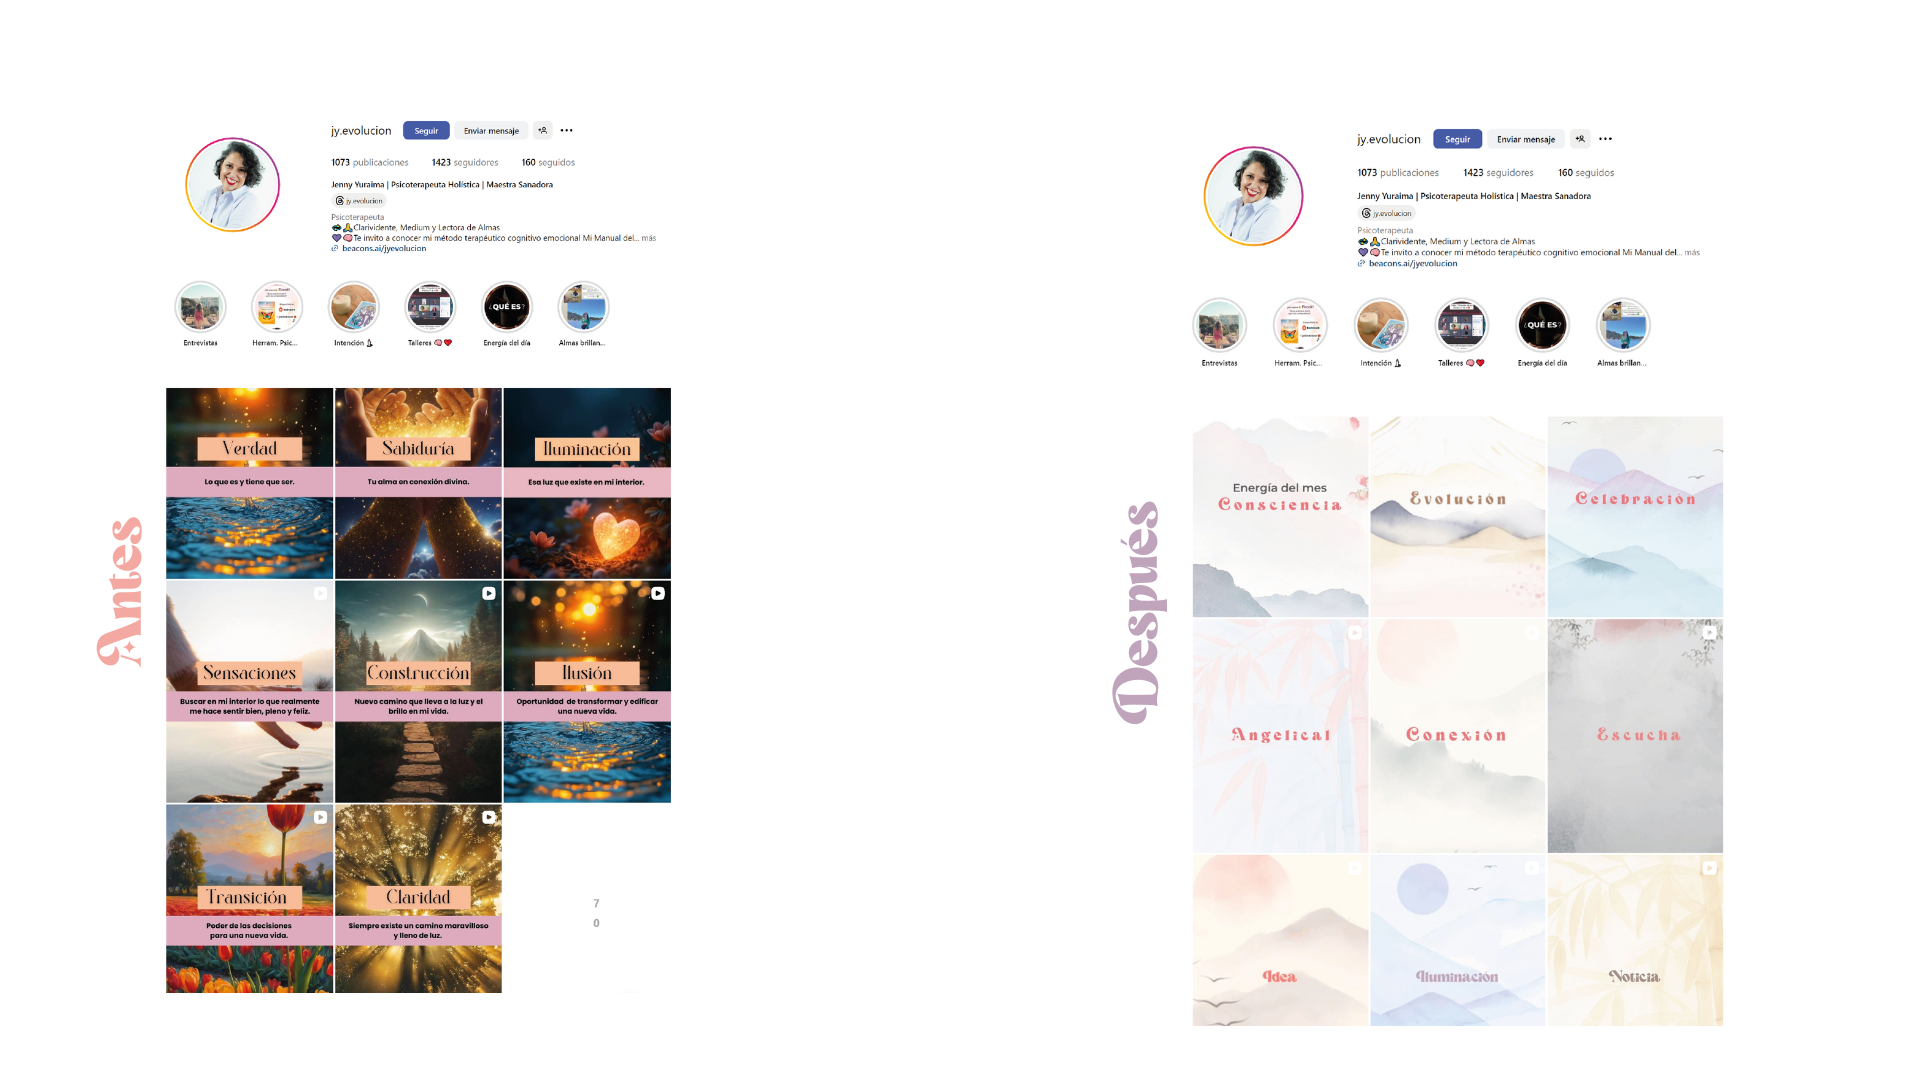 Antes
jy.evolucion Seguir Enviar mensaje
1073 publicaciones 1423 seguidores 160 seguidos
Jenny Yuraima | Psicoterapeuta Holística | Maestra Sanadora
jy.evolucion
Psicoterapeuta
Clarividente, Medium y Lectora de Almas
Te invito a conocer mi método terapéutico cognitivo emocional Mi Manual del... más
beacons.ai/jyevolucion
¿QUÉ ES?
Entrevistas Herram. Psic... Intención Talleres Energía del día Almas brillan...
Verdad
Lo que es y tiene que ser.
Sabiduría
Tu alma en conexión divina.
Iluminación
Esa luz que existe en mi interior.
Sensaciones
Buscar en mi interior lo que realmente
me hace sentir bien, pleno y feliz.
Construcción
Nuevo camino que lleva a la luz y el
brillo en mi vida.
Ilusión
Oportunidad de transformar y edificar
una nueva vida.
Transición
Poder de las decisiones
para una nueva vida.
Claridad
Siempre existe un camino maravilloso
y lleno de luz.
7
0
Después
jy.evolucion Seguir Enviar mensaje
1073 publicaciones 1423 seguidores 160 seguidos
Jenny Yuraima | Psicoterapeuta Holística | Maestra Sanadora
jy.evolucion
Psicoterapeuta
Clarividente, Medium y Lectora de Almas
Te invito a conocer mi método terapéutico cognitivo emocional Mi Manual del... más
beacons.ai/jyevolucion
¿QUÉ ES?
Entrevistas Herram. Psic... Intención Talleres Energía del día Almas brillan...
Energía del mes
Consciencia
Evolución
Celebración
Angelical
Conexión
Escucha
Idea
Iluminación
Noticia